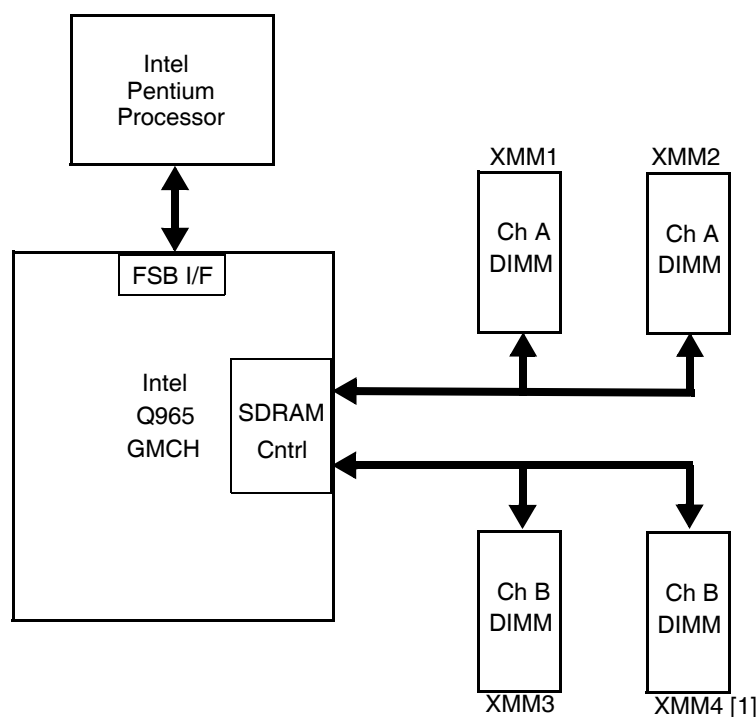 Intel
Pentium
Processor
FSB I/F
Intel
Q965
GMCH
SDRAM
Cntrl
XMM1
Ch A
DIMM
XMM2
Ch A
DIMM
Ch B
DIMM
XMM3
Ch B
DIMM
XMM4 [1]